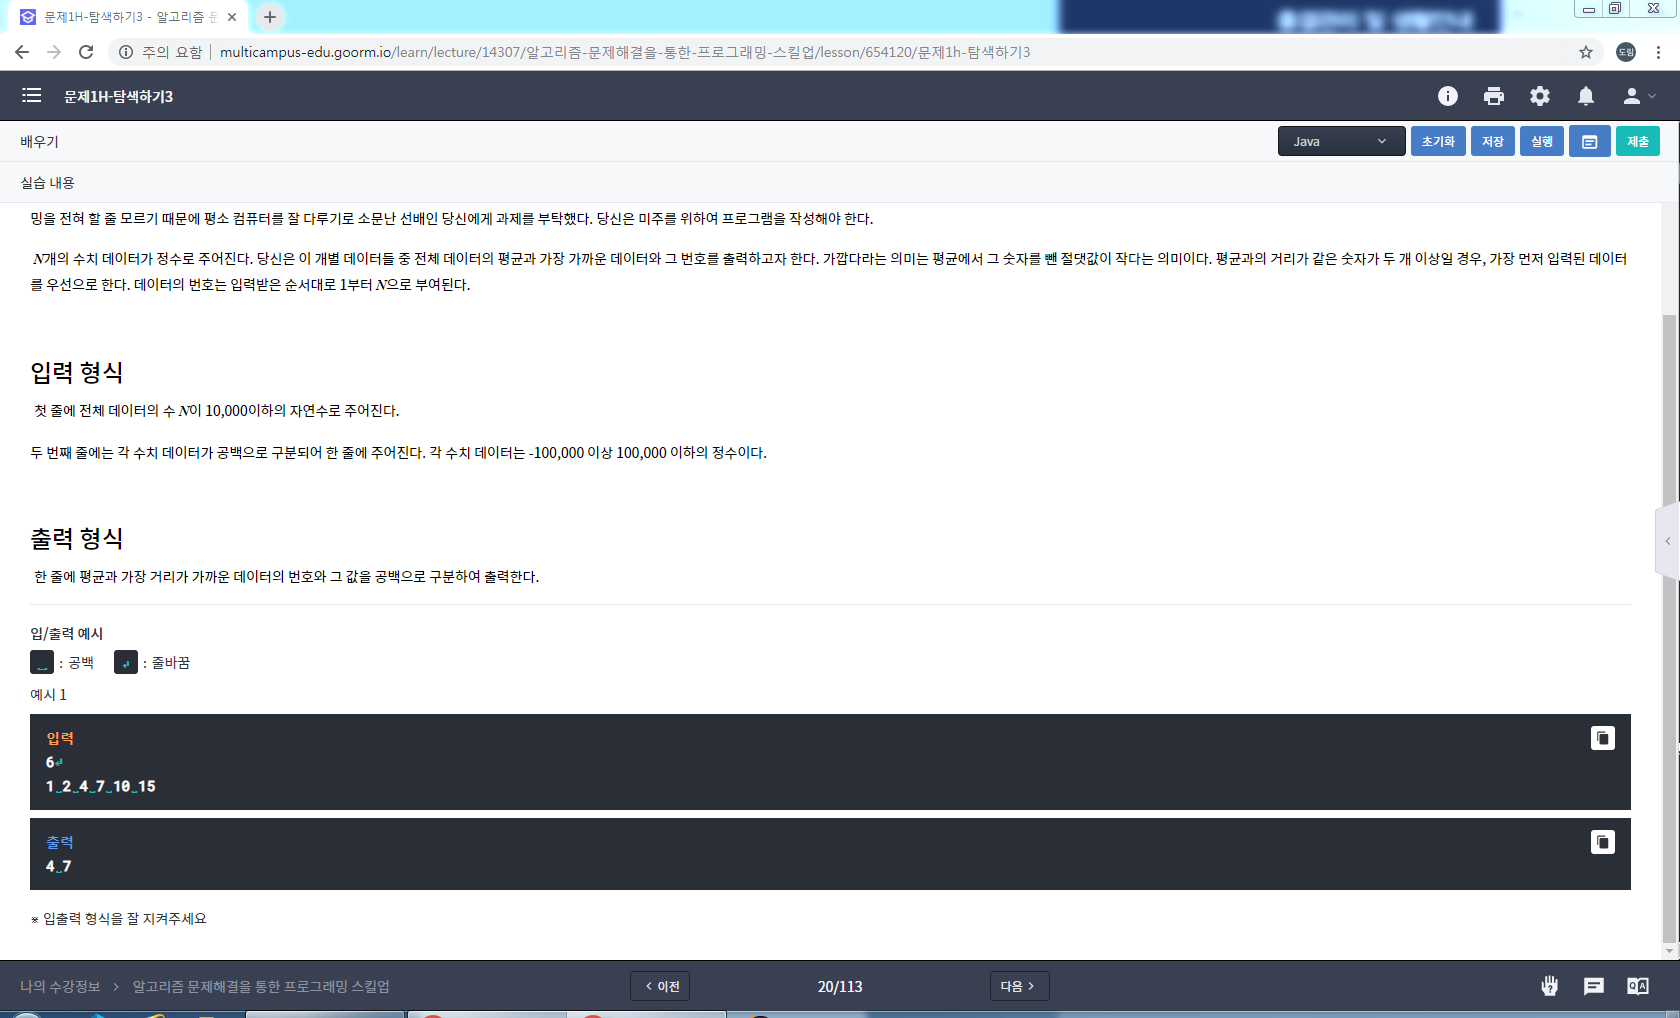 문제1H-탐색하기3 - 알고리즘 문
주의 요함
multicampus-edu.goorm.io/learn/lecture/14307/알고리즘-문제해결을-통한-프로그래밍-스킬업/lesson/654120/문제1h-탐색하기3
도림
문제1H-탐색하기3
배우기
Java
초기화
저장
실행
제출
실습 내용
밍을 전혀 할 줄 모르기 때문에 평소 컴퓨터를 잘 다루기로 소문난 선배인 당신에게 과제를 부탁했다. 당신은 미주를 위하여 프로그램을 작성해야 한다.
N개의 수치 데이터가 정수로 주어진다. 당신은 이 개별 데이터들 중 전체 데이터의 평균과 가장 가까운 데이터와 그 번호를 출력하고자 한다. 가깝다라는 의미는 평균에서 그 숫자를 뺀 절댓값이 작다는 의미이다. 평균과의 거리가 같은 숫자가 두 개 이상일 경우, 가장 먼저 입력된 데이터
를 우선으로 한다. 데이터의 번호는 입력받은 순서대로 1부터 N으로 부여된다.
입력 형식
첫 줄에 전체 데이터의 수 N이 10,000이하의 자연수로 주어진다.
두 번째 줄에는 각 수치 데이터가 공백으로 구분되어 한 줄에 주어진다. 각 수치 데이터는 -100,000 이상 100,000 이하의 정수이다.
출력 형식
한 줄에 평균과 가장 거리가 가까운 데이터의 번호와 그 값을 공백으로 구분하여 출력한다.
입/출력 예시
␣ : 공백 ↵ : 줄바꿈
예시 1
입력
6↵
1␣2␣4␣7␣10␣15
출력
4␣7
※ 입출력 형식을 잘 지켜주세요
나의 수강정보 > 알고리즘 문제해결을 통한 프로그래밍 스킬업
< 이전
20/113
다음 >
Q A